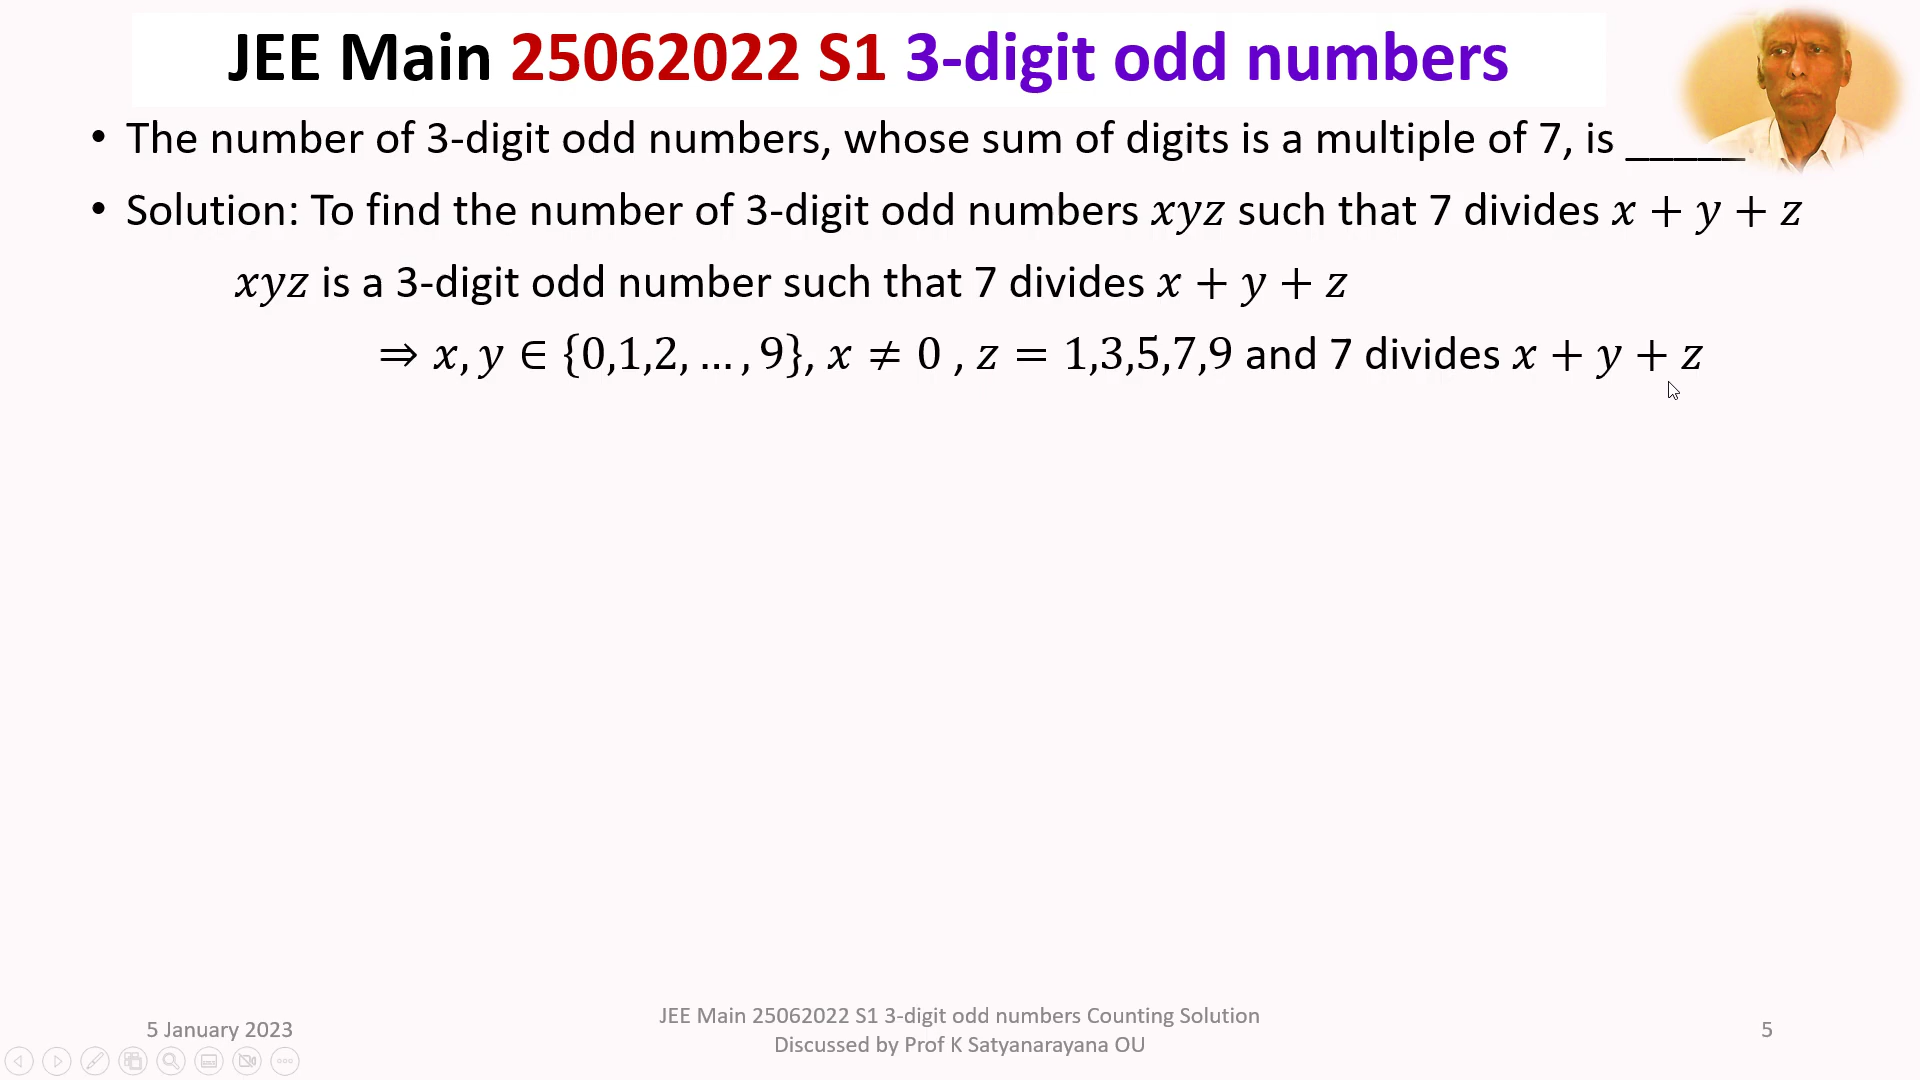 JEE Main 25062022 S1 3-digit odd numbers
• The number of 3-digit odd numbers, whose sum of digits is a multiple of 7, is _____
• Solution: To find the number of 3-digit odd numbers 𝑥𝑦𝑧 such that 7 divides 𝑥 + 𝑦 + 𝑧
𝑥𝑦𝑧 is a 3-digit odd number such that 7 divides 𝑥 + 𝑦 + 𝑧
⇒ 𝑥, 𝑦 ∈ {0,1,2, … , 9}, 𝑥 ≠ 0 , 𝑧 = 1,3,5,7,9 and 7 divides 𝑥 + 𝑦 + 𝑧
5 January 2023
JEE Main 25062022 S1 3-digit odd numbers Counting Solution
Discussed by Prof K Satyanarayana OU
5